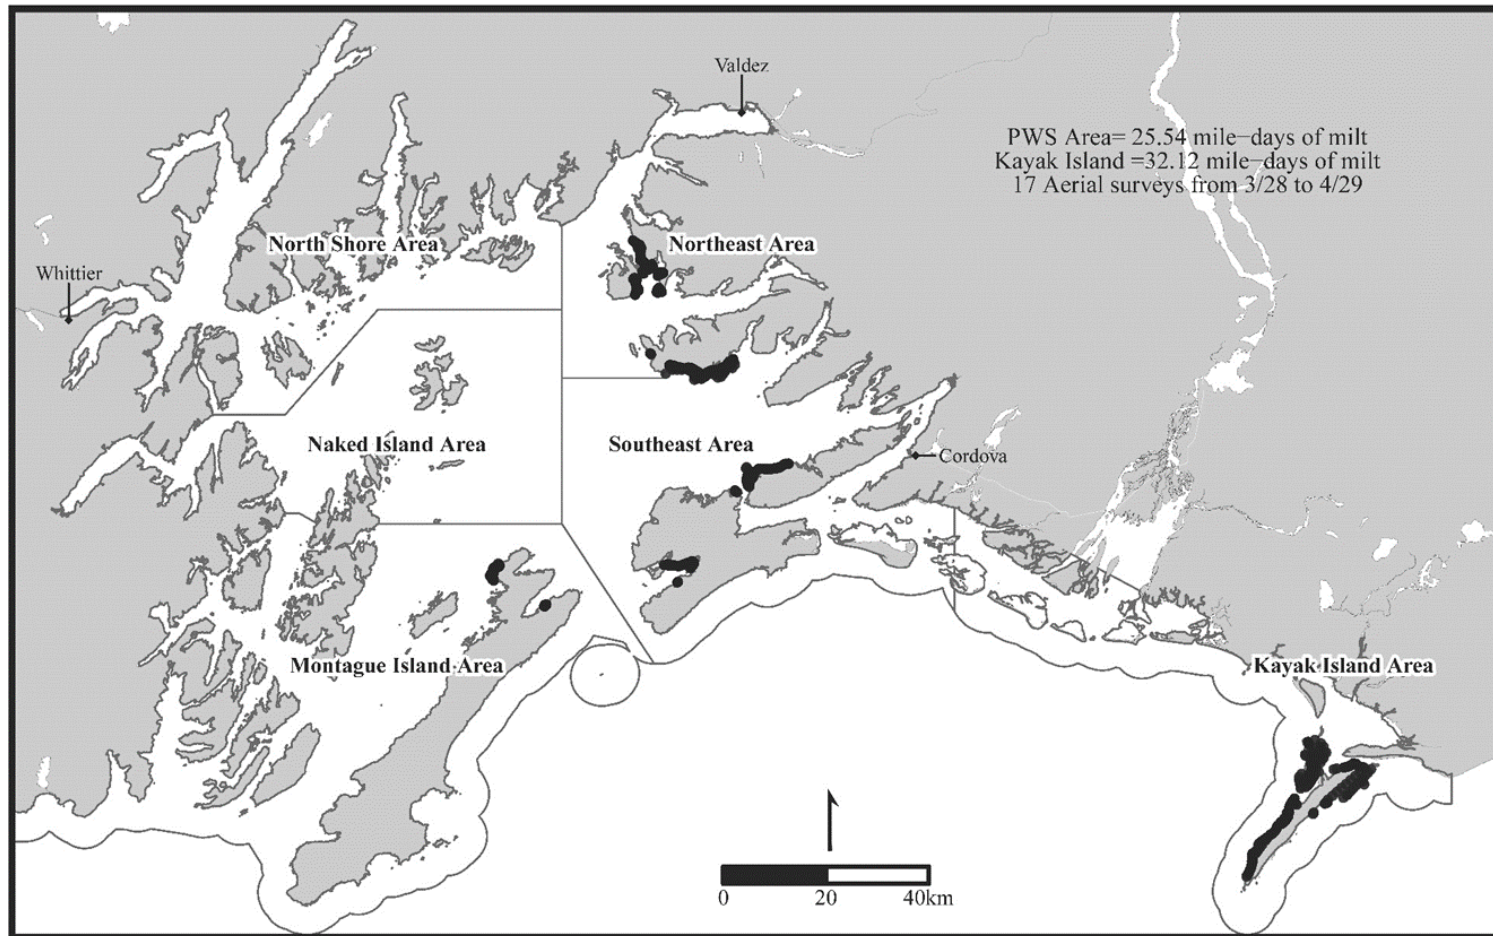 Valdez
PWS Area= 25.54 mile−days of milt
Kayak Island =32.12 mile−days of milt
17 Aerial surveys from 3/28 to 4/29
North Shore Area
Northeast Area
Whittier
Naked Island Area
Southeast Area
Cordova
Montague Island Area
Kayak Island Area
0 20 40km